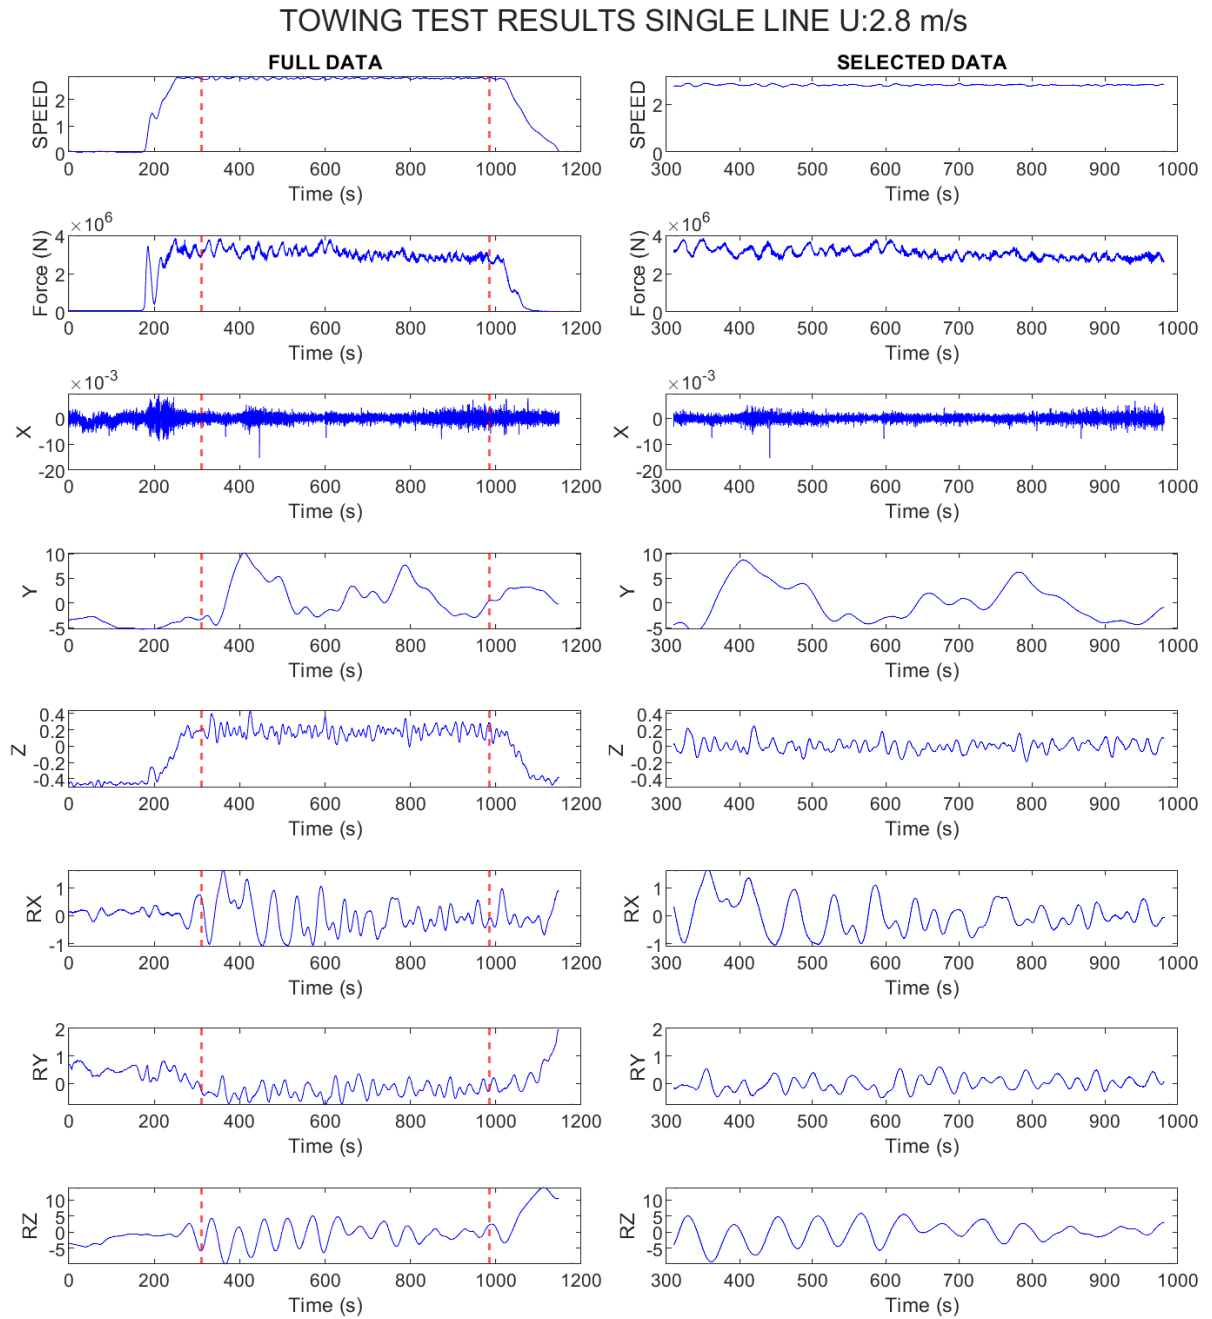 TOWING TEST RESULTS SINGLE LINE U:2.8 m/s
FULL DATA
SELECTED DATA
SPEED
2
1
0
0 200 400 600 800 1000 1200
Time (s)
SPEED
2
0
300 400 500 600 700 800 900 1000
Time (s)
×10^6
Force (N)
4
2
0
0 200 400 600 800 1000 1200
Time (s)
×10^6
Force (N)
4
2
0
300 400 500 600 700 800 900 1000
Time (s)
×10^-3
X
0
-10
-20
0 200 400 600 800 1000 1200
Time (s)
×10^-3
X
0
-10
-20
300 400 500 600 700 800 900 1000
Time (s)
Y
10
5
0
-5
0 200 400 600 800 1000 1200
Time (s)
Y
10
5
0
-5
300 400 500 600 700 800 900 1000
Time (s)
Z
0.4
0.2
0
-0.2
-0.4
0 200 400 600 800 1000 1200
Time (s)
Z
0.4
0.2
0
-0.2
-0.4
300 400 500 600 700 800 900 1000
Time (s)
RX
1
0
-1
0 200 400 600 800 1000 1200
Time (s)
RX
1
0
-1
300 400 500 600 700 800 900 1000
Time (s)
RY
2
1
0
0 200 400 600 800 1000 1200
Time (s)
RY
2
1
0
300 400 500 600 700 800 900 1000
Time (s)
RZ
10
5
0
-5
0 200 400 600 800 1000 1200
Time (s)
RZ
10
5
0
-5
300 400 500 600 700 800 900 1000
Time (s)